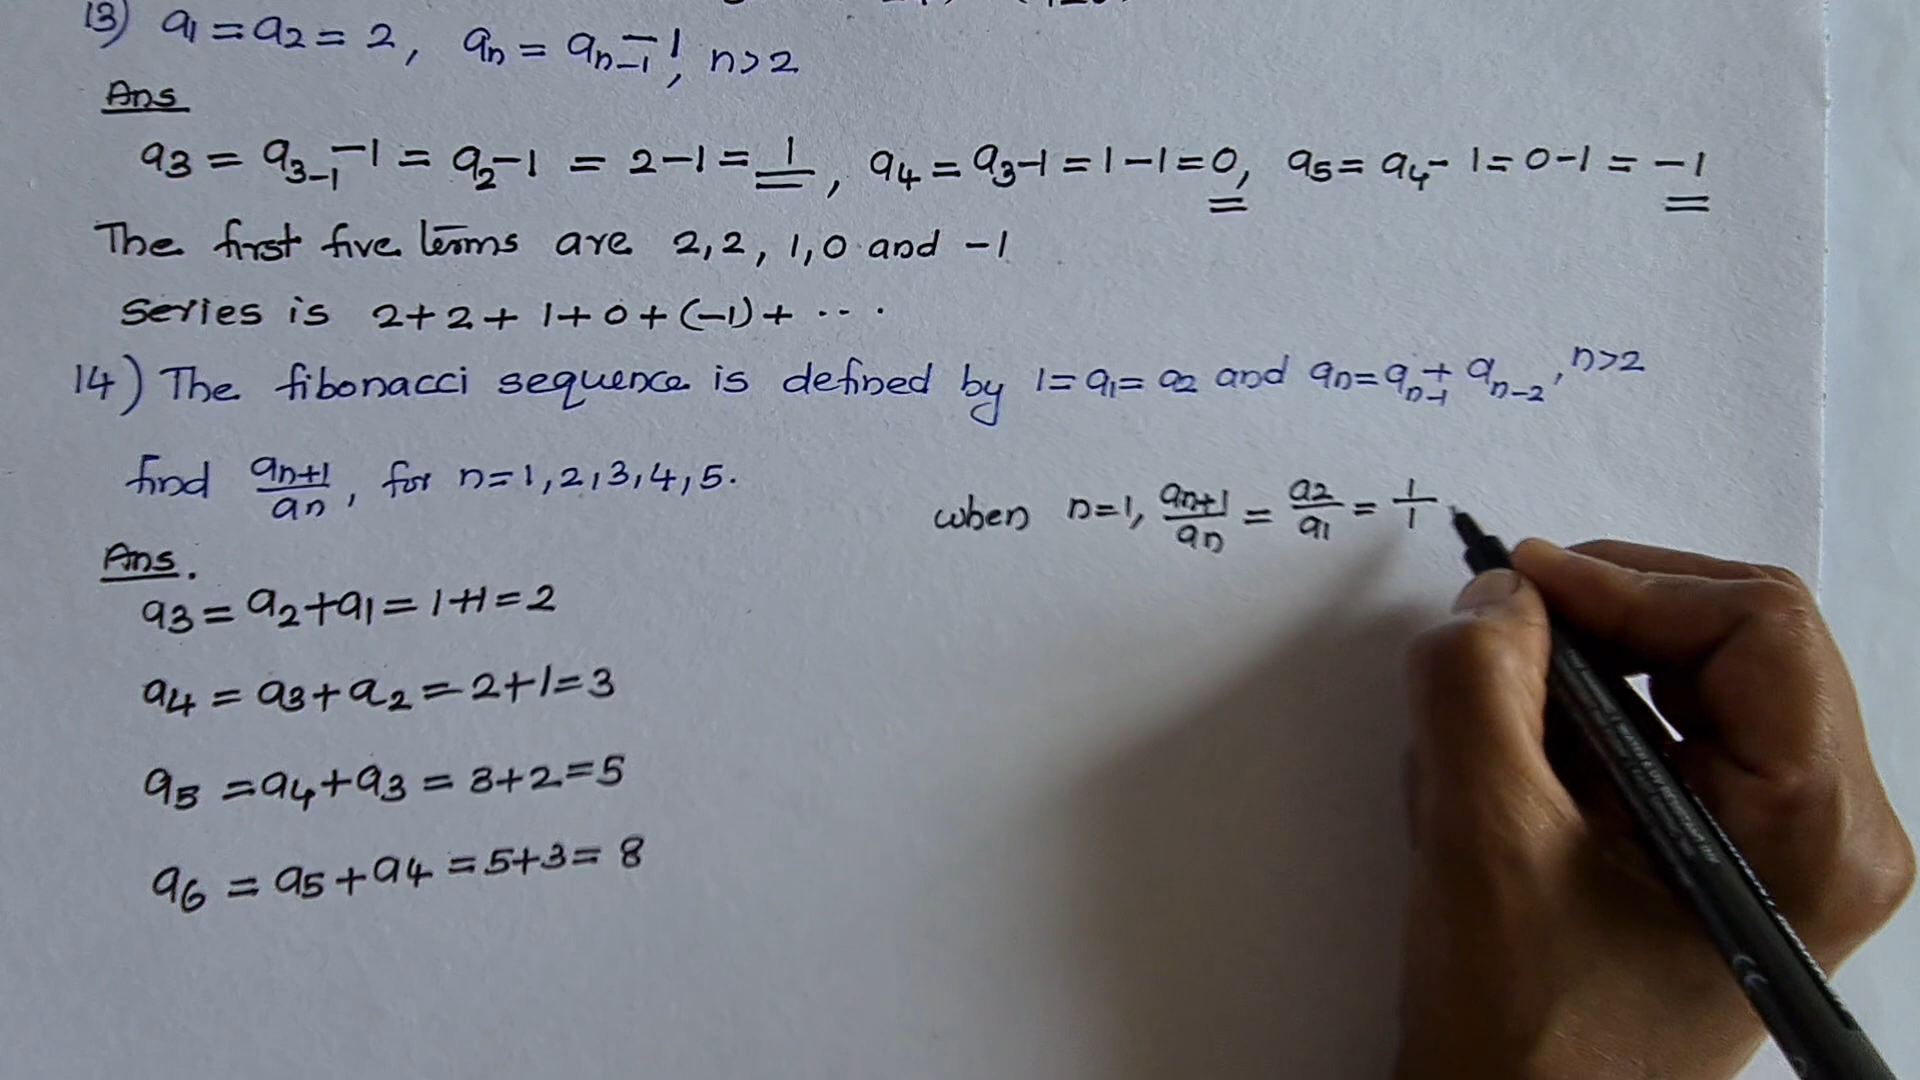 13) a₁ = a₂ = 2, aₙ = aₙ₋₁ - 1, n>2
Ans
a₃ = a₃₋₁ - 1 = a₂ - 1 = 2 - 1 = 1, a₄ = a₃ - 1 = 1 - 1 = 0, a₅ = a₄ - 1 = 0 - 1 = -1
The first five terms are 2, 2, 1, 0 and -1
Series is 2 + 2 + 1 + 0 + (-1) + ....
14) The fibonacci sequence is defined by 1 = a₁ = a₂ and aₙ = aₙ₋₁ + aₙ₋₂, n>2
find aₙ₊₁/aₙ, for n = 1, 2, 3, 4, 5.
when n=1, aₙ₊₁/aₙ = a₂/a₁ = 1/1
Ans.
a₃ = a₂ + a₁ = 1+1 = 2
a₄ = a₃ + a₂ = 2+1 = 3
a₅ = a₄ + a₃ = 3+2 = 5
a₆ = a₅ + a₄ = 5+3 = 8